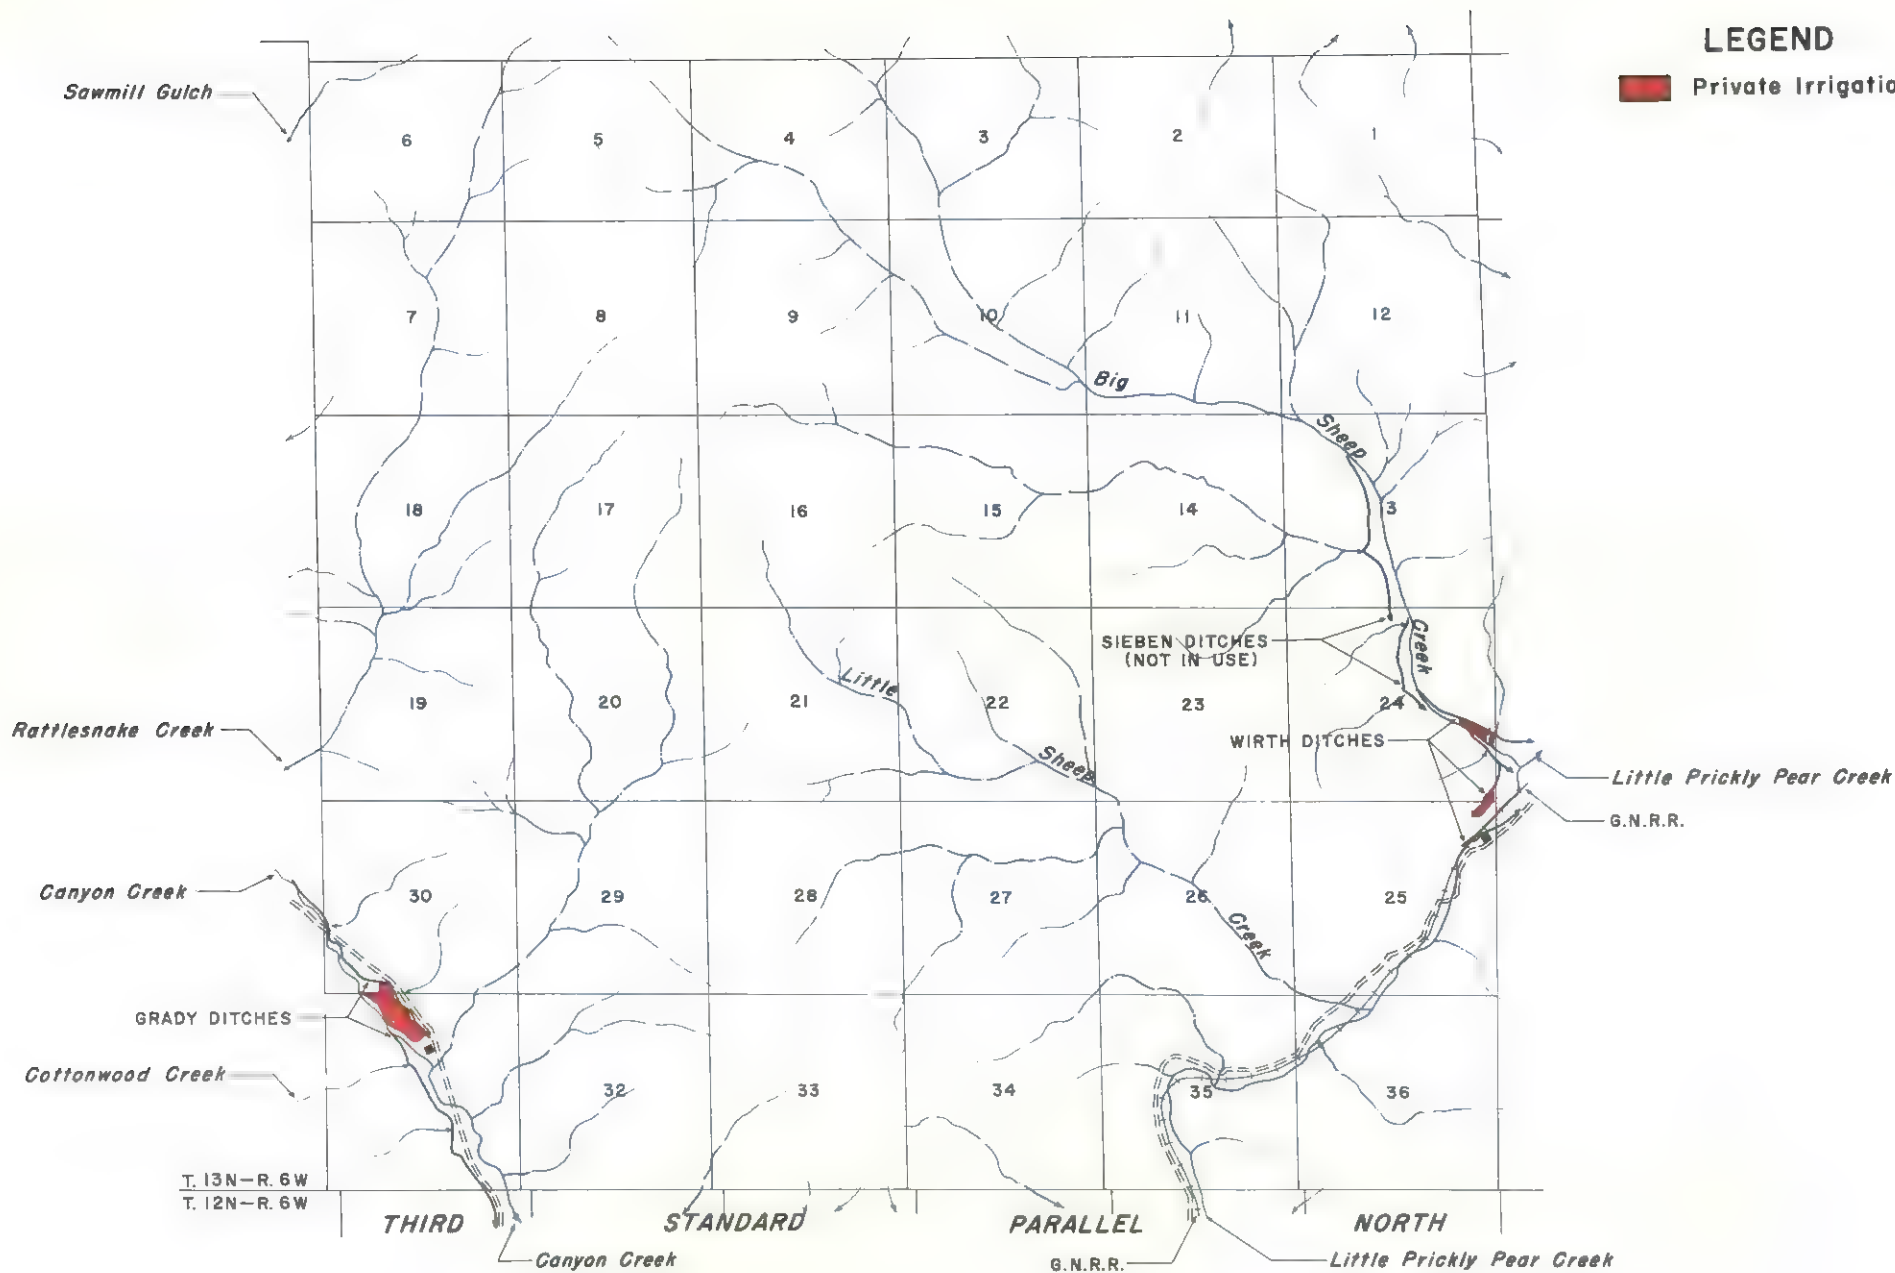 LEGEND
Private Irrigatio
Sawmill Gulch
6 5 4 3 2 1
7 8 9 10 11 12
Big
Sheep
18 17 16 15 14 3
SIEBEN DITCHES
(NOT IN USE)
Creek
Little
19 20 21 22 23 24
Rattlesnake Creek
WIRTH DITCHES
Sheep
Little Prickly Pear Creek
G.N.R.R.
Canyon Creek
30 29 28 27 26 25
Creek
GRADY DITCHES
Cottonwood Creek
32 33 34 35 36
T. 13N-R. 6W
T. 12N-R. 6W
THIRD STANDARD PARALLEL NORTH
Canyon Creek
G.N.R.R.
Little Prickly Pear Creek